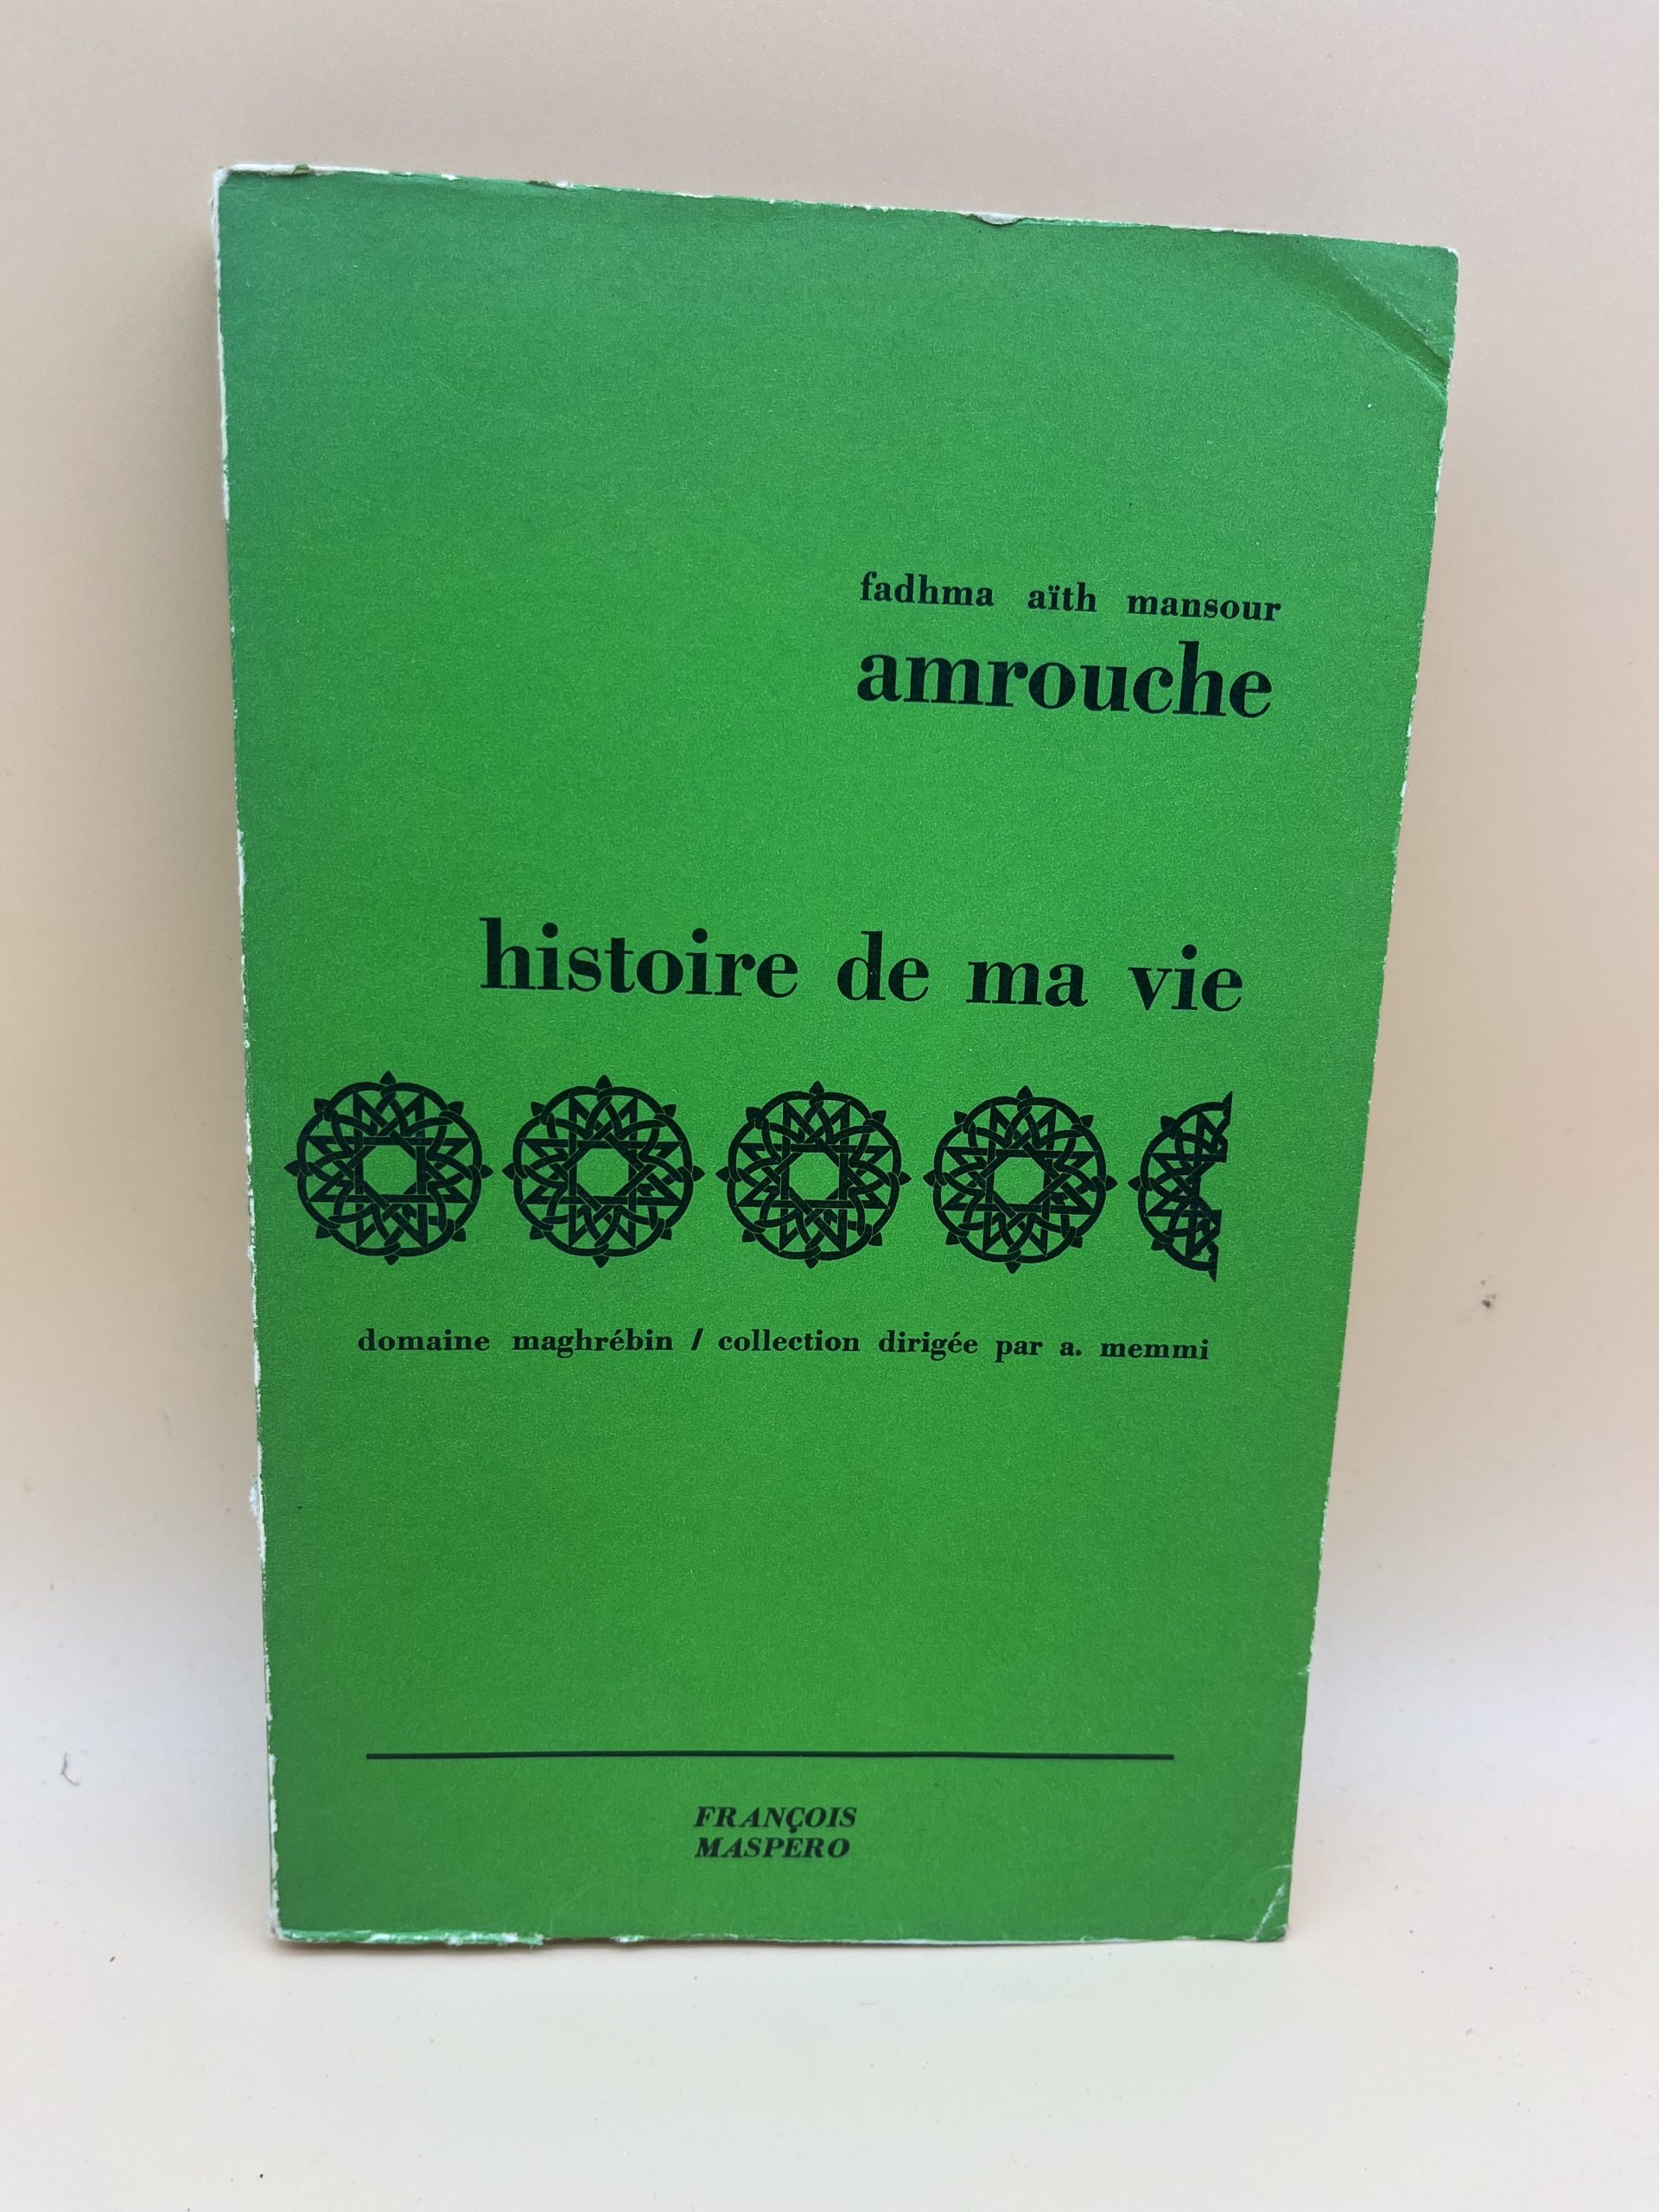 fadhma aïth mansour
amrouche
histoire de ma vie
domaine maghrébin / collection dirigée par a. memmi
FRANÇOIS
MASPERO